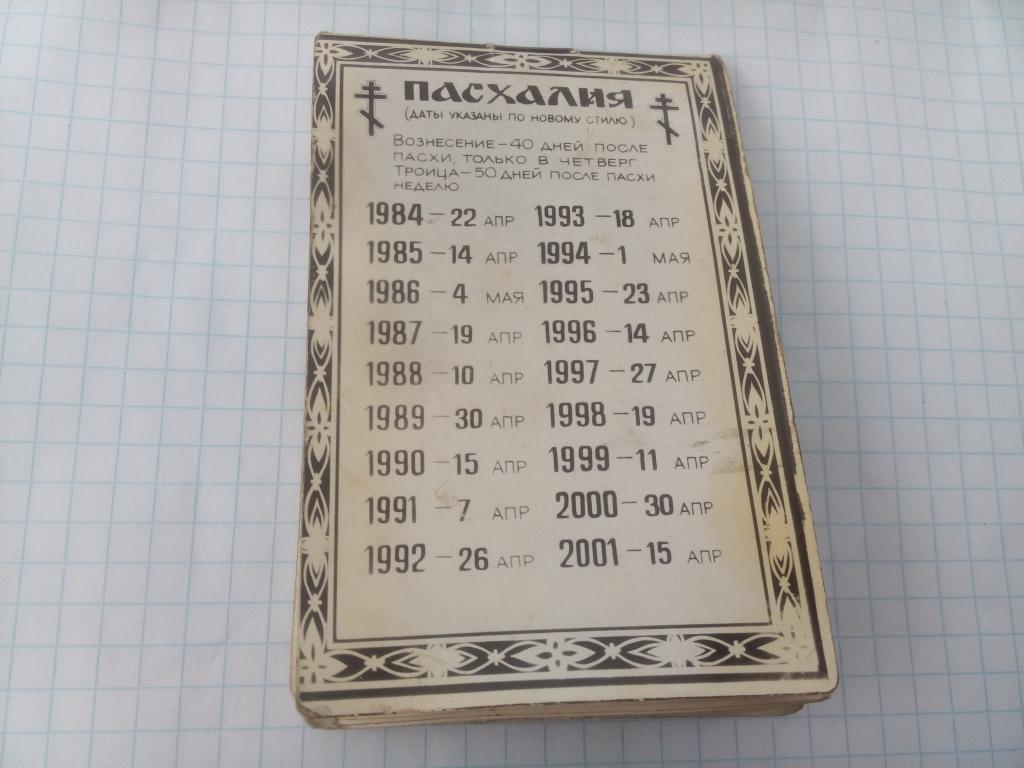 ПАСХАЛИЯ
(ДАТЫ УКАЗАНЫ ПО НОВОМУ СТИЛЮ)
ВОЗНЕСЕНИЕ – 40 ДНЕЙ ПОСЛЕ
ПАСХИ, ТОЛЬКО В ЧЕТВЕРГ
ТРОИЦА – 50 ДНЕЙ ПОСЛЕ ПАСХИ
НЕДЕЛЮ
1984 – 22 АПР 1993 – 18 АПР
1985 – 14 АПР 1994 – 1 МАЯ
1986 – 4 МАЯ 1995 – 23 АПР
1987 – 19 АПР 1996 – 14 АПР
1988 – 10 АПР 1997 – 27 АПР
1989 – 30 АПР 1998 – 19 АПР
1990 – 15 АПР 1999 – 11 АПР
1991 – 7 АПР 2000 – 30 АПР
1992 – 26 АПР 2001 – 15 АПР